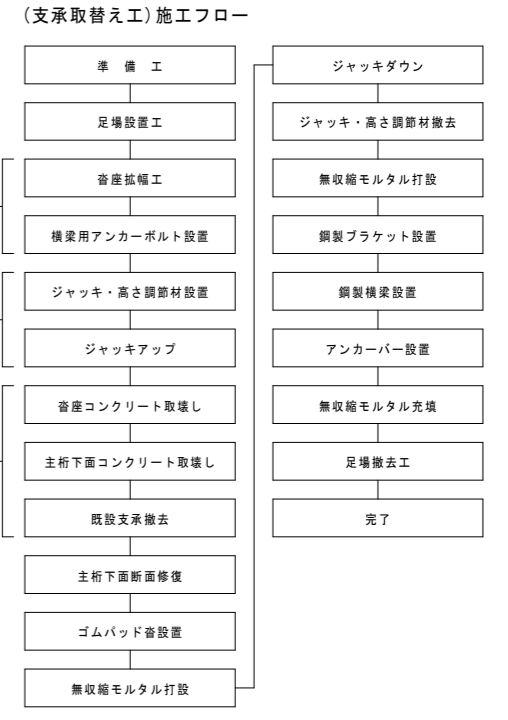 (支承取替え工)施工フロー
準　備　工
足場設置工
沓座拡幅工
横梁用アンカーボルト設置
ジャッキ・高さ調節材設置
ジャッキアップ
沓座コンクリート取壊し
主桁下面コンクリート取壊し
既設支承撤去
主桁下面断面修復
ゴムパッド沓設置
無収縮モルタル打設
ジャッキダウン
ジャッキ・高さ調節材撤去
無収縮モルタル打設
鋼製ブラケット設置
鋼製横梁設置
アンカーバー設置
無収縮モルタル充填
足場撤去工
完了